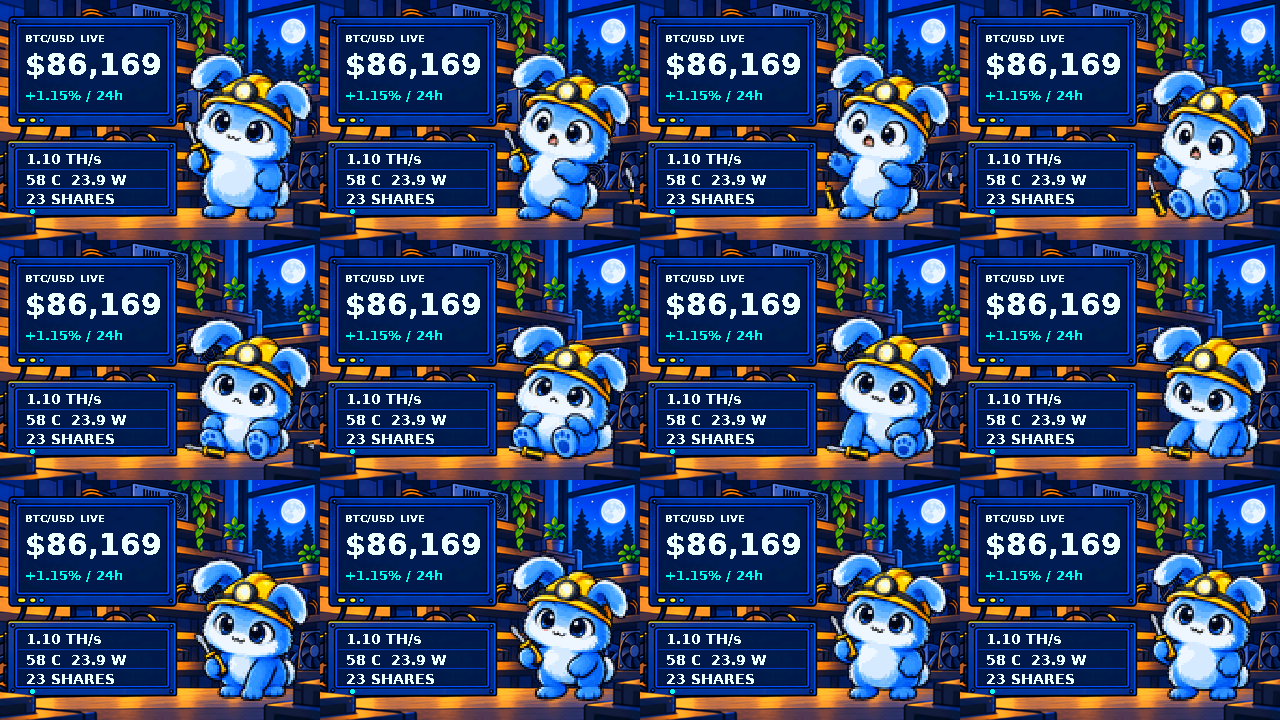 BTC/USD LIVE
$86,169
+1.15% / 24h
1.10 TH/s
58 C 23.9 W
23 SHARES
BTC/USD LIVE
$86,169
+1.15% / 24h
1.10 TH/s
58 C 23.9 W
23 SHARES
BTC/USD LIVE
$86,169
+1.15% / 24h
1.10 TH/s
58 C 23.9 W
23 SHARES
BTC/USD LIVE
$86,169
+1.15% / 24h
1.10 TH/s
58 C 23.9 W
23 SHARES
BTC/USD LIVE
$86,169
+1.15% / 24h
1.10 TH/s
58 C 23.9 W
23 SHARES
BTC/USD LIVE
$86,169
+1.15% / 24h
1.10 TH/s
58 C 23.9 W
23 SHARES
BTC/USD LIVE
$86,169
+1.15% / 24h
1.10 TH/s
58 C 23.9 W
23 SHARES
BTC/USD LIVE
$86,169
+1.15% / 24h
1.10 TH/s
58 C 23.9 W
23 SHARES
BTC/USD LIVE
$86,169
+1.15% / 24h
1.10 TH/s
58 C 23.9 W
23 SHARES
BTC/USD LIVE
$86,169
+1.15% / 24h
1.10 TH/s
58 C 23.9 W
23 SHARES
BTC/USD LIVE
$86,169
+1.15% / 24h
1.10 TH/s
58 C 23.9 W
23 SHARES
BTC/USD LIVE
$86,169
+1.15% / 24h
1.10 TH/s
58 C 23.9 W
23 SHARES